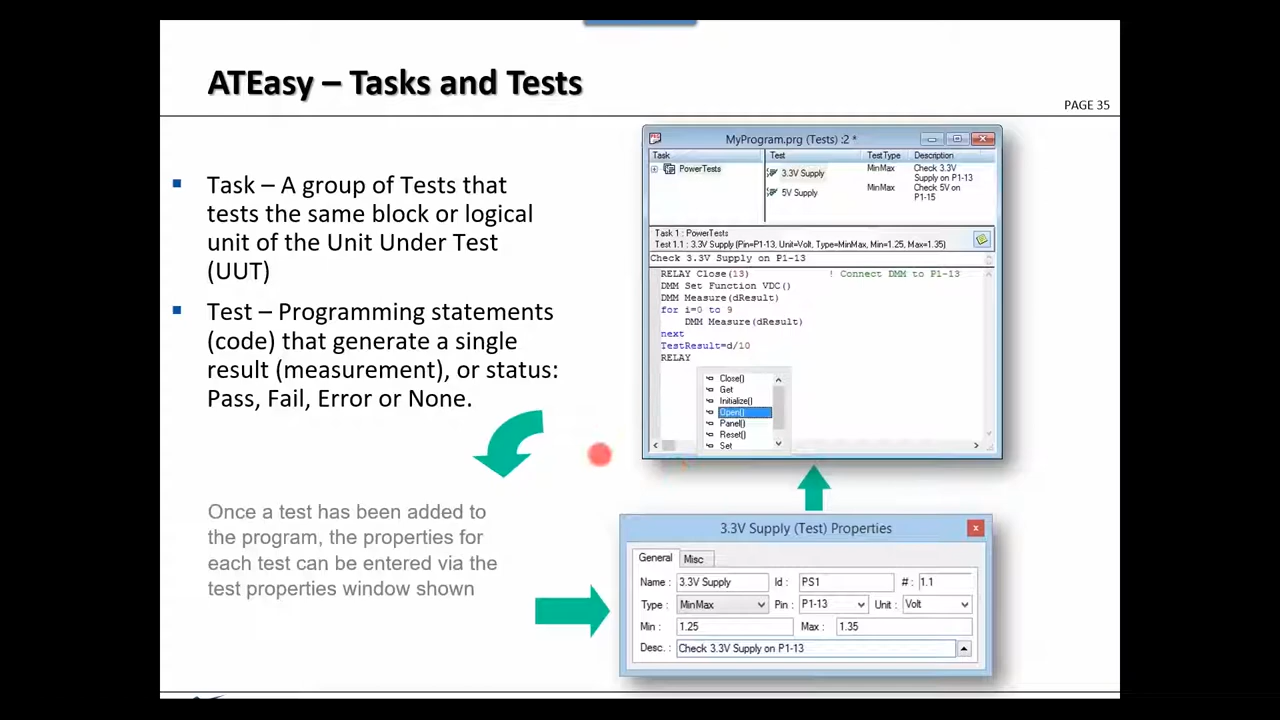 ATEasy – Tasks and Tests
PAGE 35
Task – A group of Tests that
tests the same block or logical
unit of the Unit Under Test
(UUT)
Test – Programming statements
(code) that generate a single
result (measurement), or status:
Pass, Fail, Error or None.
Once a test has been added to
the program, the properties for
each test can be entered via the
test properties window shown
MyProgram.prg (Tests) :2 *
Task Test Test Type Description
PowerTests
3.3V Supply MinMax Check 3.3V
Supply on P1-13
5V Supply MinMax Check 5V on
P1-15
Task 1 : PowerTests
Test 1.1 : 3.3V Supply (Pin=P1-13, Unit=Volt, Type=MinMax, Min=1.25, Max=1.35)
Check 3.3V Supply on P1-13
RELAY Close(13) ! Connect DMM to P1-13
DMM Set Function VDC()
DMM Measure(dResult)
for i=0 to 9
DMM Measure(dResult)
next
TestResult=d/10
RELAY
Close()
Get
Initialize()
Open()
Panel()
Reset()
Set
3.3V Supply (Test) Properties
General Misc
Name : 3.3V Supply Id : PS1 # : 1.1
Type : MinMax Pin : P1-13 Unit : Volt
Min : 1.25 Max : 1.35
Desc. : Check 3.3V Supply on P1-13